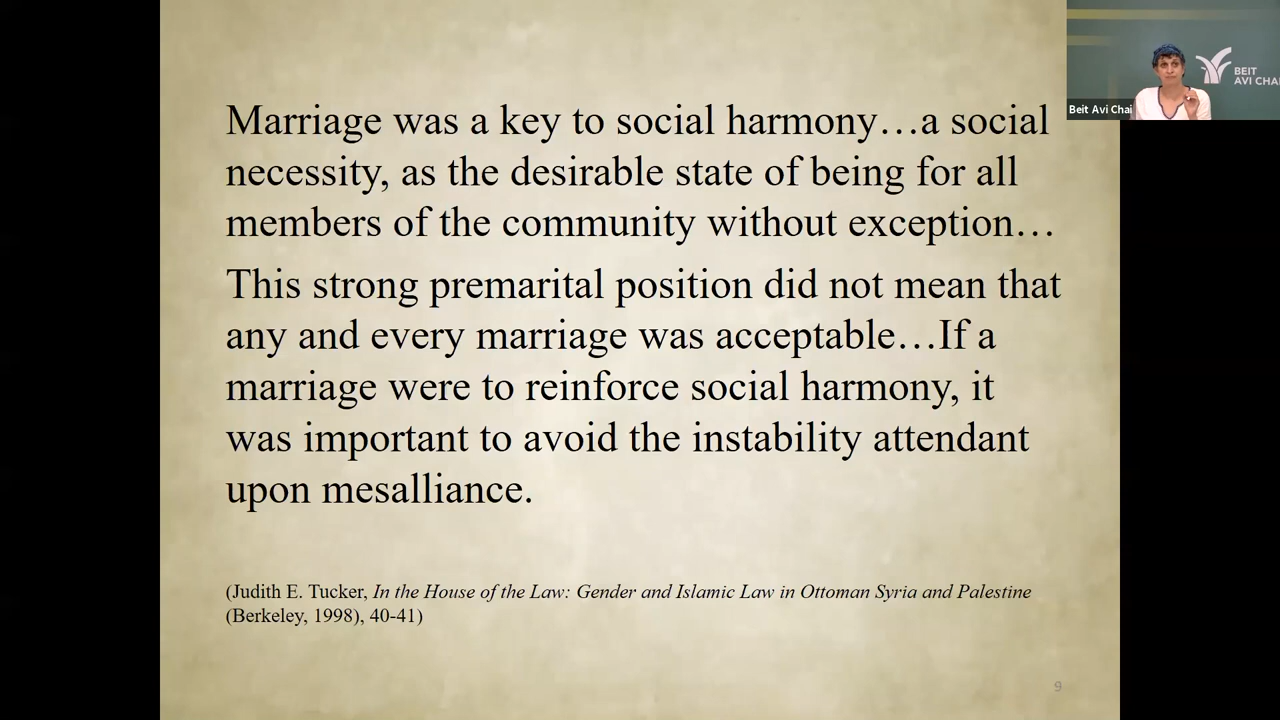 Marriage was a key to social harmony…a social
necessity, as the desirable state of being for all
members of the community without exception…
This strong premarital position did not mean that
any and every marriage was acceptable…If a
marriage were to reinforce social harmony, it
was important to avoid the instability attendant
upon mesalliance.
(Judith E. Tucker, In the House of the Law: Gender and Islamic Law in Ottoman Syria and Palestine
(Berkeley, 1998), 40-41)
9
BEIT
AVI CHAI
Beit Avi Chai